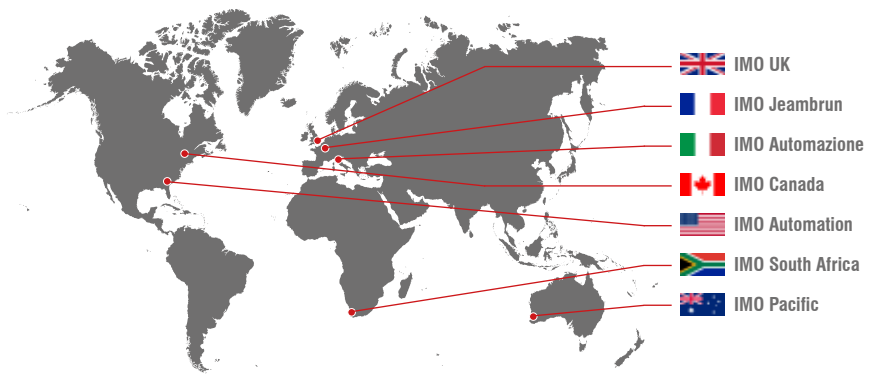 IMO UK
IMO Jeambrun
IMO Automazione
IMO Canada
IMO Automation
IMO South Africa
IMO Pacific